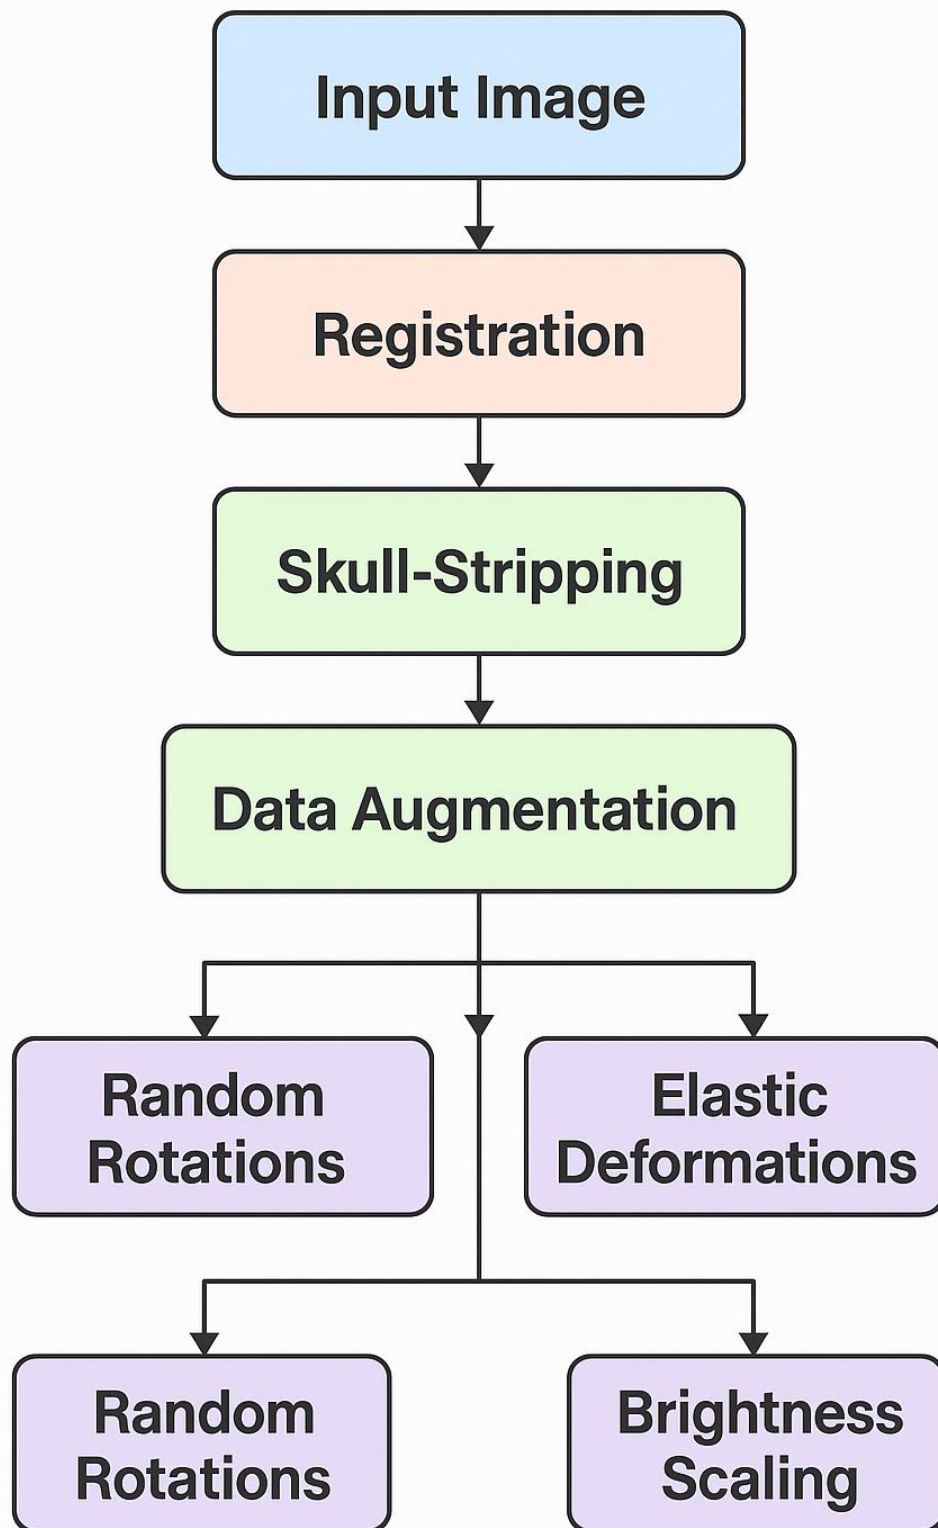 Input Image
Registration
Skull-Stripping
Data Augmentation
Random
Rotations
Elastic
Deformations
Random
Rotations
Brightness
Scaling